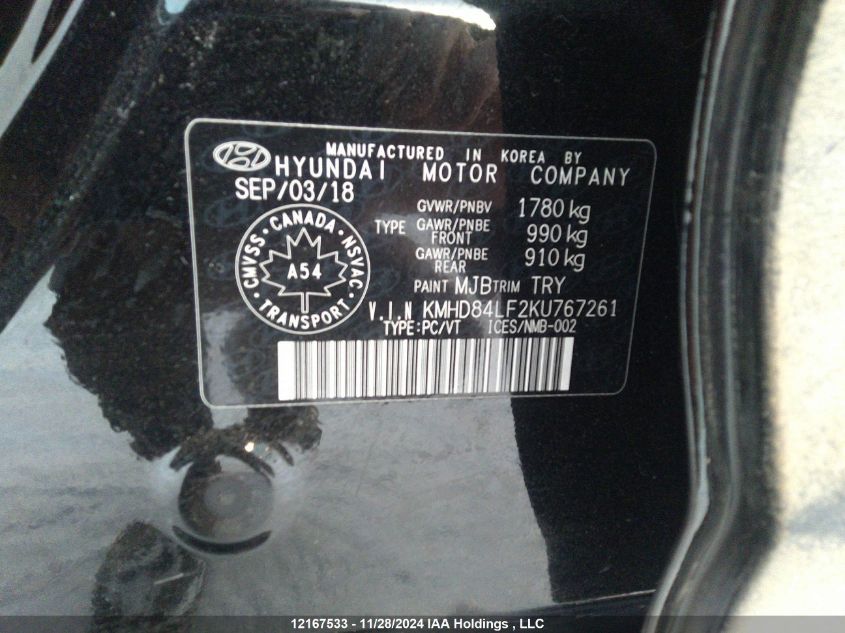 MANUFACTURED IN KOREA BY
HYUNDAI MOTOR COMPANY
SEP/03/18
GVWR/PNBV 1780 kg
TYPE GAWR/PNBE FRONT 990 kg
GAWR/PNBE REAR 910 kg
PAINT MJB TRIM TRY
CANADA
CMVSS · NSVAC
A54
TRANSPORT
V.I.N KMHD84LF2KU767261
TYPE:PC/VT ICES/NMB-002
12167533 - 11/28/2024 IAA Holdings , LLC